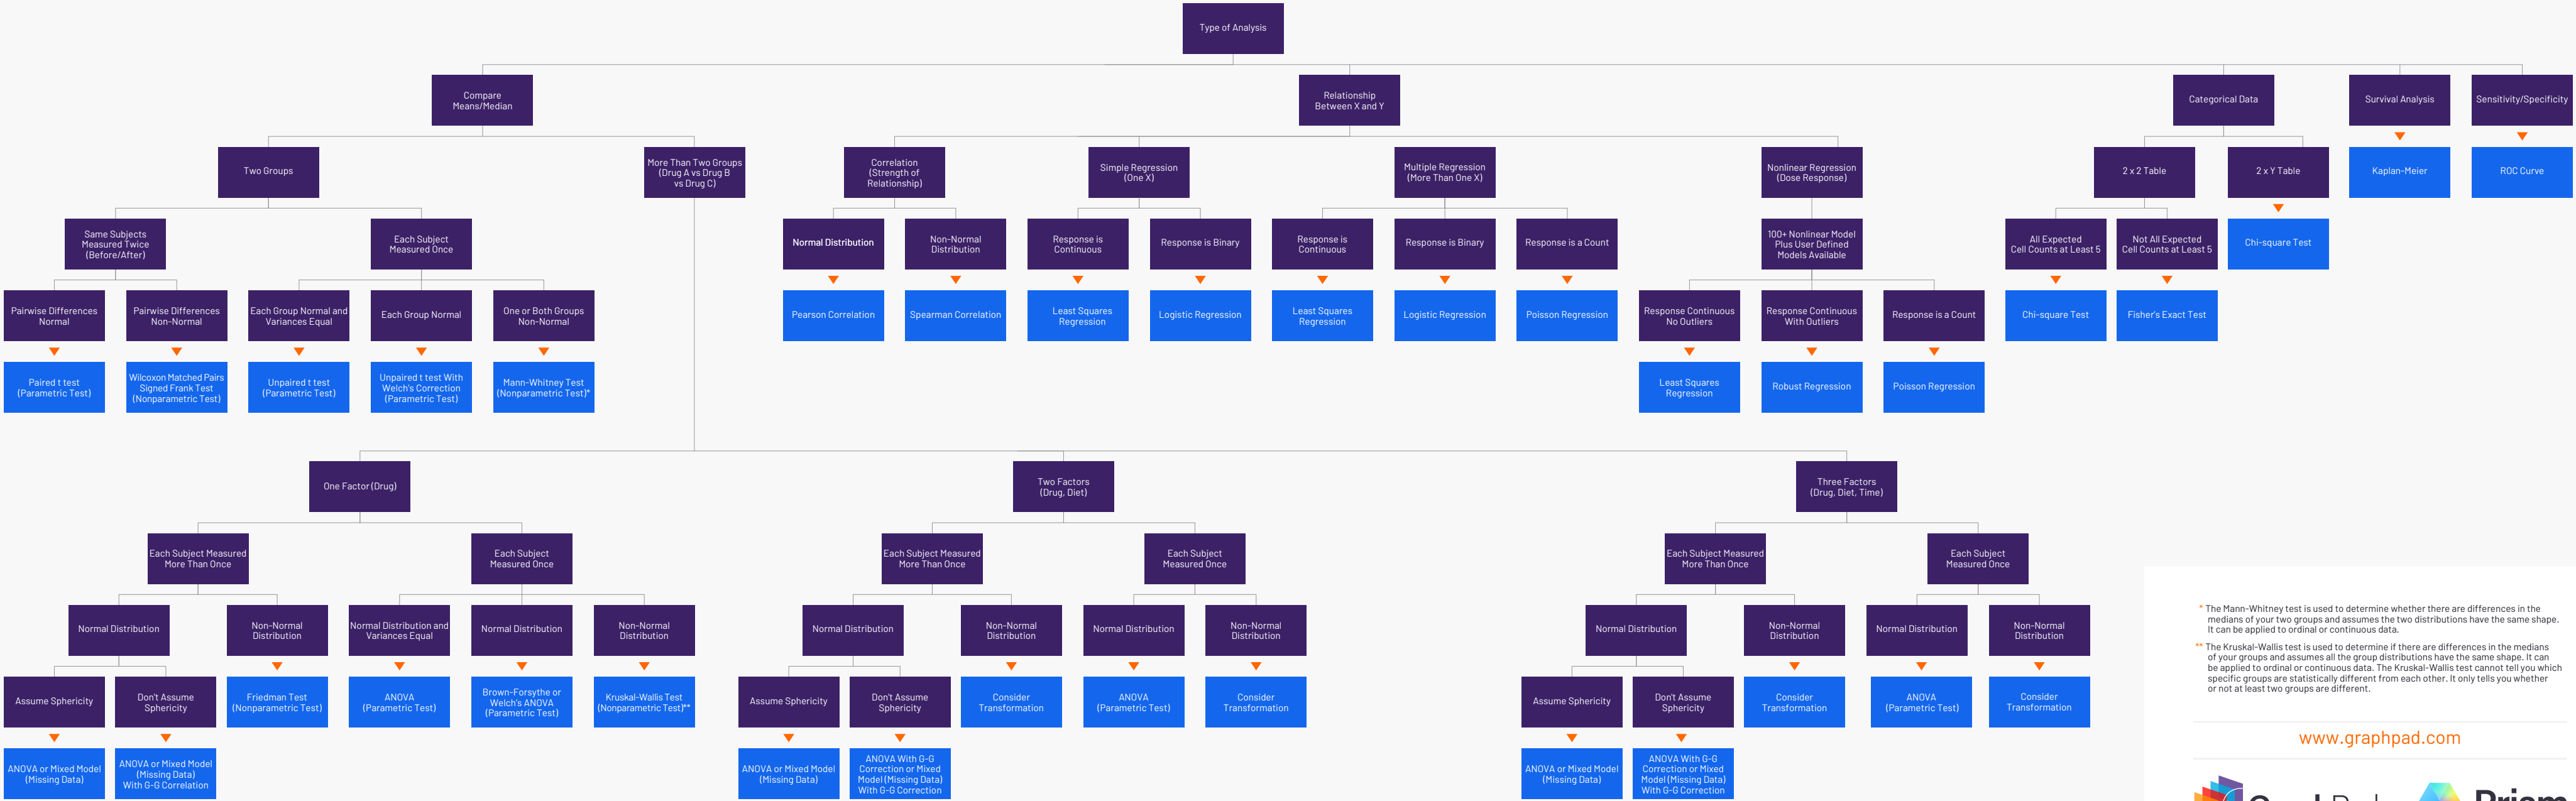 Type of Analysis
Compare
Means/Median
Relationship
Between X and Y
Categorical Data
Survival Analysis
Sensitivity/Specificity
Two Groups
More Than Two Groups
(Drug A vs Drug B
vs Drug C)
Correlation
(Strength of
Relationship)
Simple Regression
(One X)
Multiple Regression
(More Than One X)
Nonlinear Regression
(Dose Response)
2 x 2 Table
2 x Y Table
Kaplan-Meier
ROC Curve
Same Subjects
Measured Twice
(Before/After)
Each Subject
Measured Once
Normal Distribution
Non-Normal
Distribution
Response is
Continuous
Response is Binary
Response is
Continuous
Response is Binary
Response is a Count
100+ Nonlinear Model
Plus User Defined
Models Available
All Expected
Cell Counts at Least 5
Not All Expected
Cell Counts at Least 5
Chi-square Test
Pairwise Differences
Normal
Pairwise Differences
Non-Normal
Each Group Normal and
Variances Equal
Each Group Normal
One or Both Groups
Non-Normal
Pearson Correlation
Spearman Correlation
Least Squares
Regression
Logistic Regression
Least Squares
Regression
Logistic Regression
Poisson Regression
Response Continuous
No Outliers
Response Continuous
With Outliers
Response is a Count
Chi-square Test
Fisher's Exact Test
Paired t test
(Parametric Test)
Wilcoxon Matched Pairs
Signed Frank Test
(Nonparametric Test)
Unpaired t test
(Parametric Test)
Unpaired t test With
Welch's Correction
(Parametric Test)
Mann-Whitney Test
(Nonparametric Test)*
Least Squares
Regression
Robust Regression
Poisson Regression
One Factor (Drug)
Two Factors
(Drug, Diet)
Three Factors
(Drug, Diet, Time)
Each Subject Measured
More Than Once
Each Subject
Measured Once
Each Subject Measured
More Than Once
Each Subject
Measured Once
Each Subject Measured
More Than Once
Each Subject
Measured Once
Normal Distribution
Non-Normal
Distribution
Normal Distribution and
Variances Equal
Normal Distribution
Non-Normal
Distribution
Normal Distribution
Non-Normal
Distribution
Normal Distribution
Non-Normal
Distribution
Normal Distribution
Non-Normal
Distribution
Normal Distribution
Non-Normal
Distribution
Assume Sphericity
Don't Assume
Sphericity
Friedman Test
(Nonparametric Test)
ANOVA
(Parametric Test)
Brown-Forsythe or
Welch's ANOVA
(Parametric Test)
Kruskal-Wallis Test
(Nonparametric Test)**
Assume Sphericity
Don't Assume
Sphericity
Consider
Transformation
ANOVA
(Parametric Test)
Consider
Transformation
Assume Sphericity
Don't Assume
Sphericity
Consider
Transformation
ANOVA
(Parametric Test)
Consider
Transformation
ANOVA or Mixed Model
(Missing Data)
ANOVA or Mixed Model
(Missing Data)
With G-G Correlation
ANOVA or Mixed Model
(Missing Data)
ANOVA With G-G
Correction or Mixed
Model (Missing Data)
With G-G Correction
ANOVA or Mixed Model
(Missing Data)
ANOVA With G-G
Correction or Mixed
Model (Missing Data)
With G-G Correction
* The Mann-Whitney test is used to determine whether there are differences in the
medians of your two groups and assumes the two distributions have the same shape.
It can be applied to ordinal or continuous data.
** The Kruskal-Wallis test is used to determine if there are differences in the medians
of your groups and assumes all the group distributions have the same shape. It can
be applied to ordinal or continuous data. The Kruskal-Wallis test cannot tell you which
specific groups are statistically different from each other. It only tells you whether
or not at least two groups are different.
www.graphpad.com
Prism